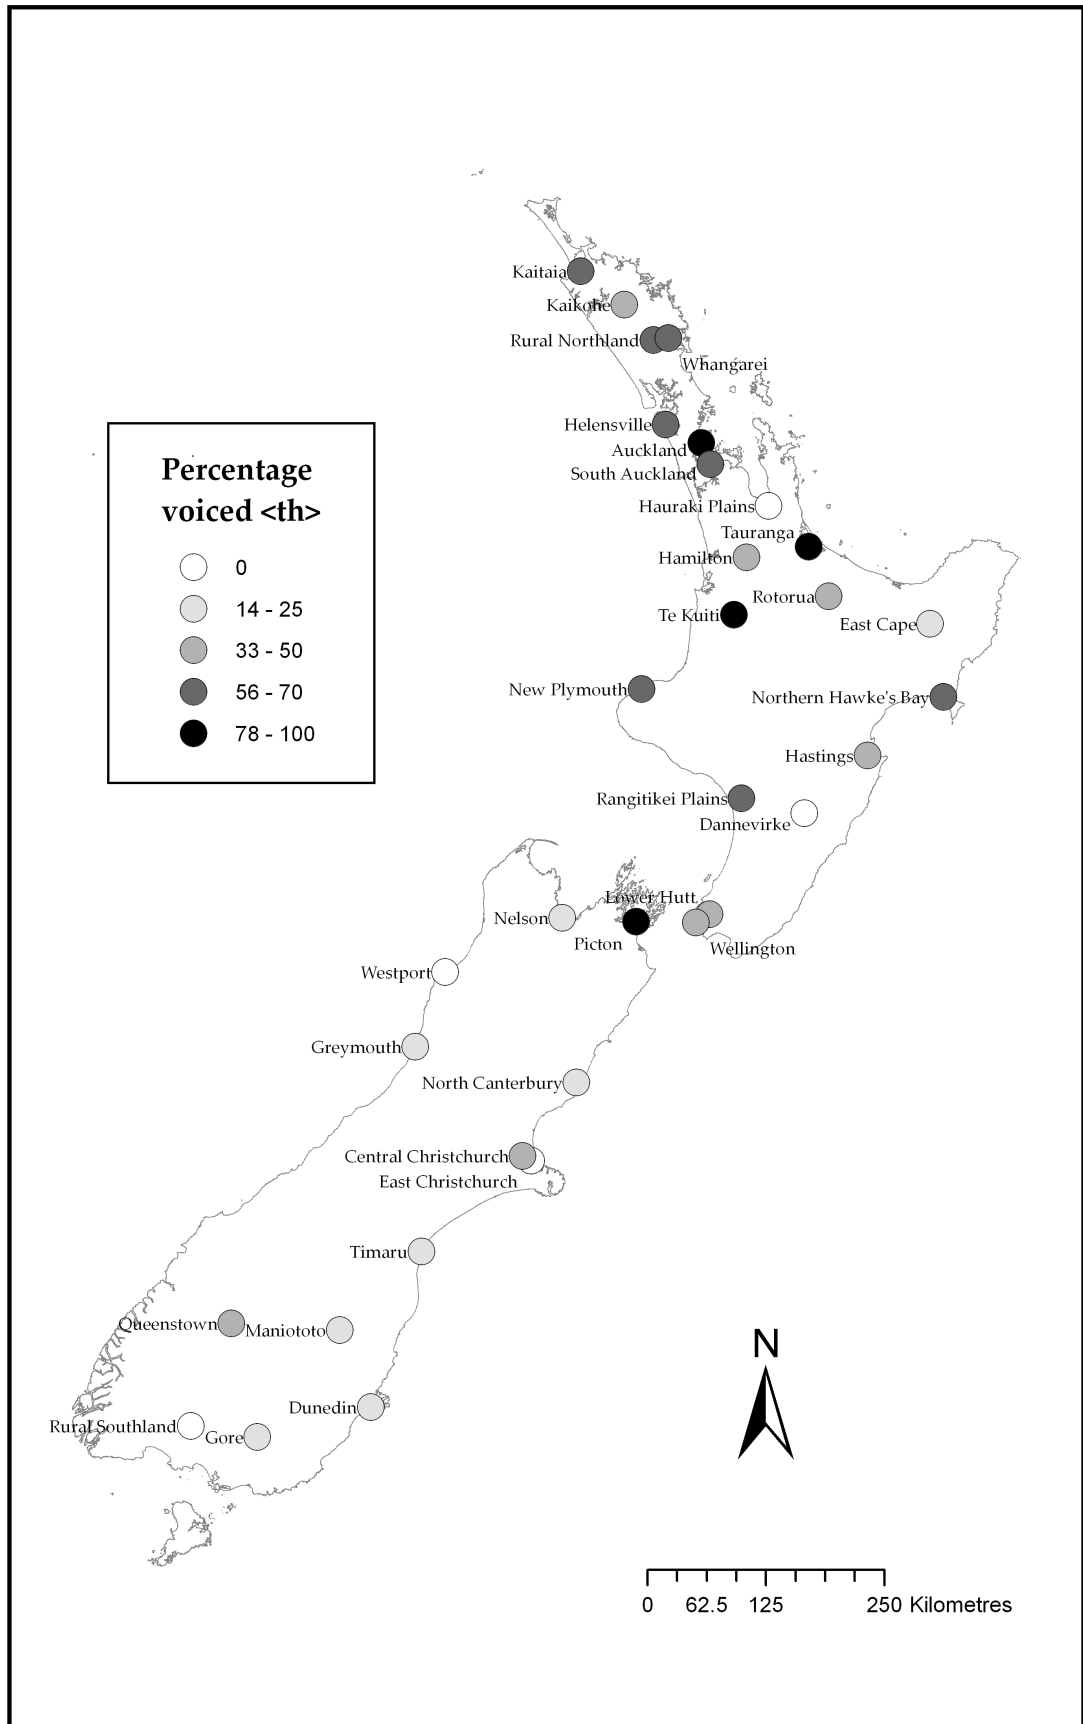 Kaitaia
Kaikohe
Rural Northland
Whangarei
Helensville
Auckland
South Auckland
Hauraki Plains
Tauranga
Hamilton
Rotorua
Te Kuiti
East Cape
New Plymouth
Northern Hawke's Bay
Hastings
Rangitikei Plains
Dannevirke
Percentage
voiced <th>
0
14 - 25
33 - 50
56 - 70
78 - 100
Lower Hutt
Nelson
Picton
Wellington
Westport
Greymouth
North Canterbury
Central Christchurch
East Christchurch
Timaru
Queenstown
Maniototo
Dunedin
Rural Southland
Gore
N
0 62.5 125 250 Kilometres